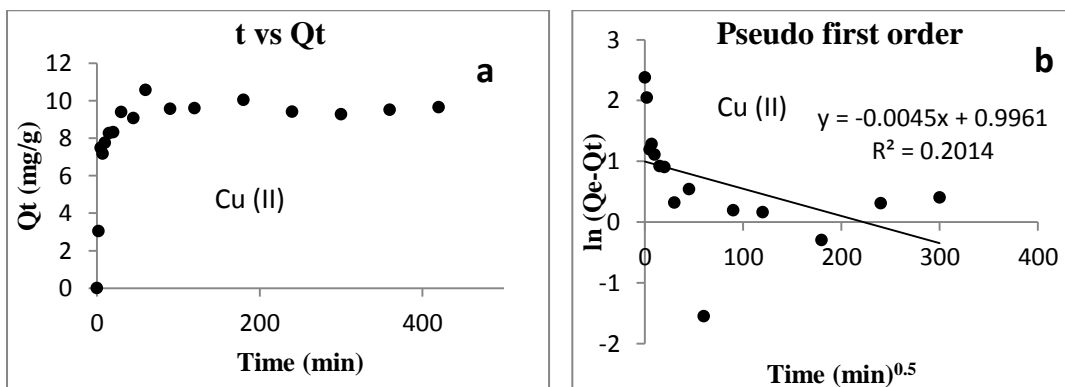 t vs Qt
a
12
10
8
6
4
2
0
Qt (mg/g)
Cu (II)
0
200
400
Time (min)
Pseudo first order
b
3
2
1
0
-1
-2
ln (Qe-Qt)
Cu (II)
y = -0.0045x + 0.9961
R² = 0.2014
0
100
200
300
400
Time (min)⁰·⁵